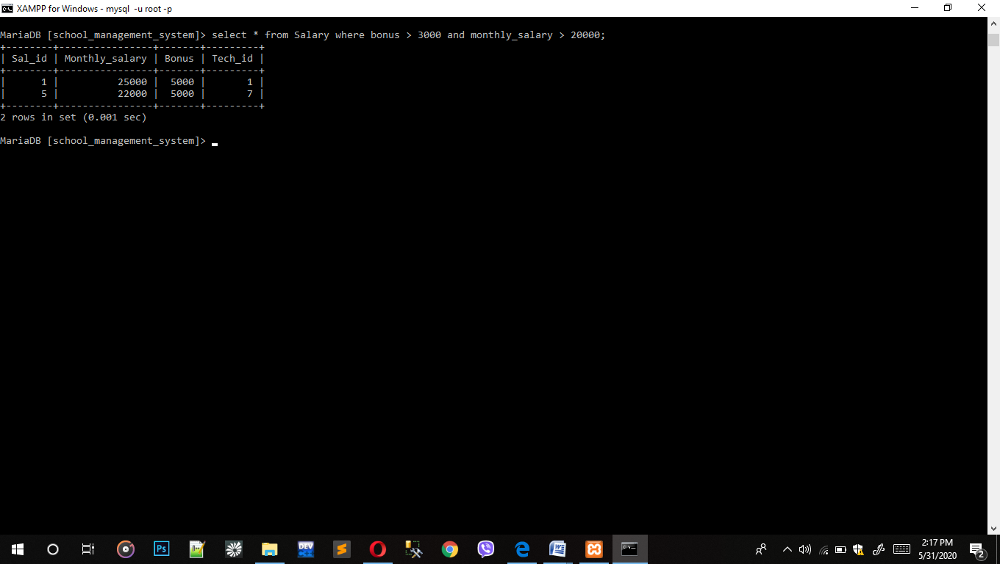 XAMPP for Windows - mysql  -u root -p
MariaDB [school_management_system]> select * from Salary where bonus > 3000 and monthly_salary > 20000;
+--------+----------------+-------+---------+
| Sal_id | Monthly_salary | Bonus | Tech_id |
+--------+----------------+-------+---------+
|      1 |          25000 |  5000 |       1 |
|      5 |          22000 |  5000 |       7 |
+--------+----------------+-------+---------+
2 rows in set (0.001 sec)
MariaDB [school_management_system]>
Ps
DEV
2:17 PM
5/31/2020
2